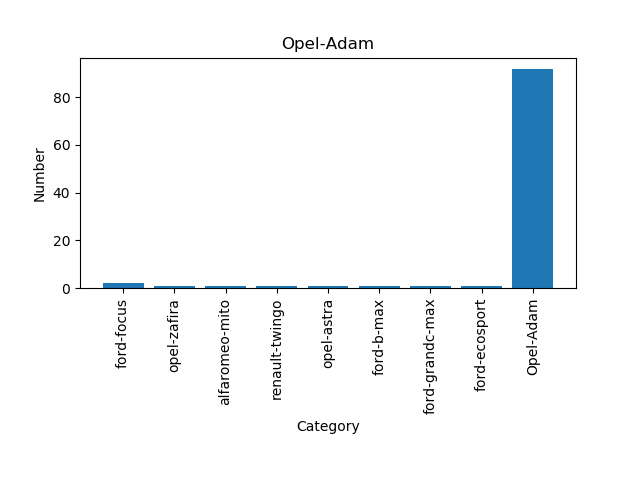 Opel-Adam
Number
80
60
40
20
0
ford-focus
opel-zafira
alfaromeo-mito
renault-twingo
opel-astra
ford-b-max
ford-grandc-max
ford-ecosport
Opel-Adam
Category